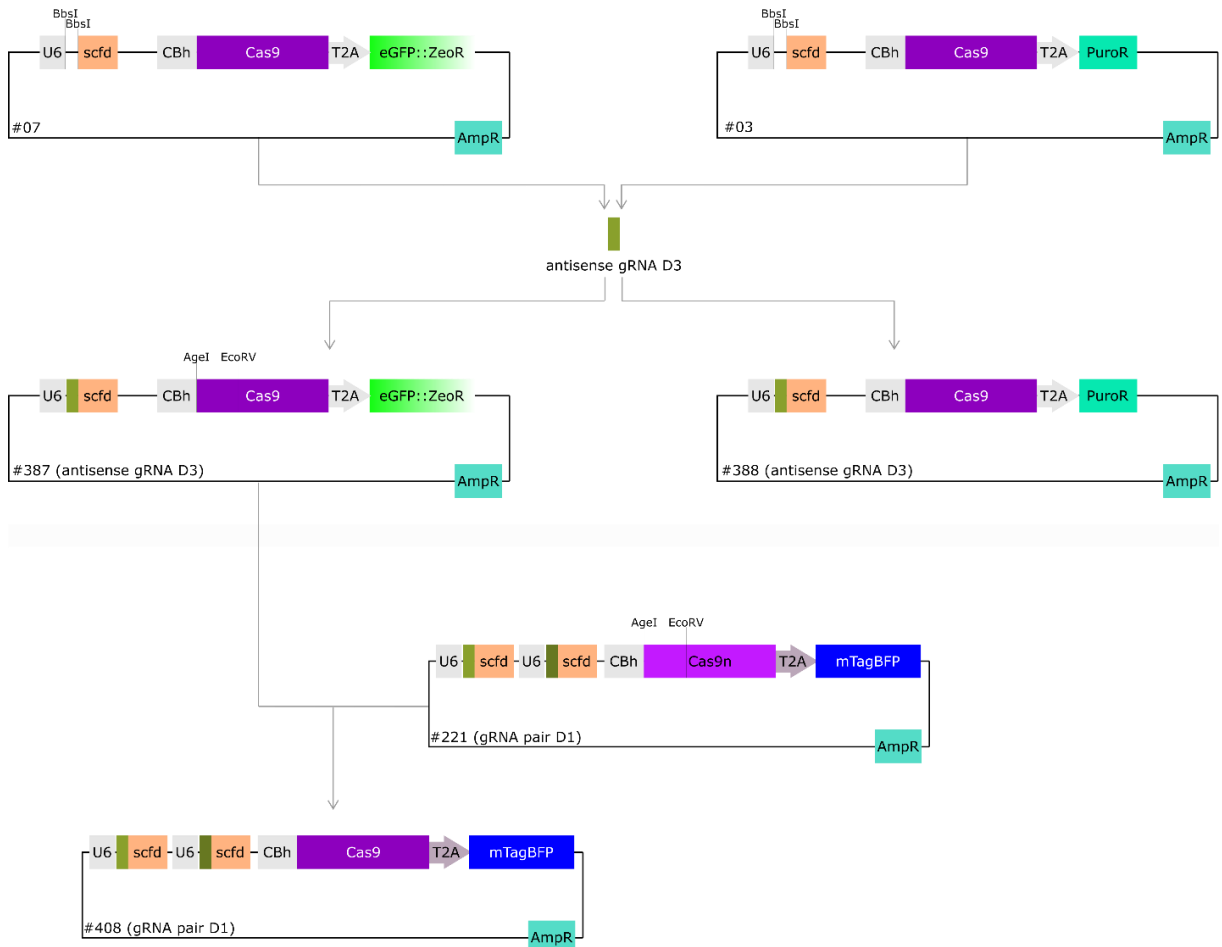 BbsI
BbsI
U6 scfd CBh Cas9 T2A eGFP::ZeoR
#07
AmpR
BbsI
BbsI
U6 scfd CBh Cas9 T2A PuroR
#03
AmpR
antisense gRNA D3
AgeI EcoRV
U6 scfd CBh Cas9 T2A eGFP::ZeoR
#387 (antisense gRNA D3)
AmpR
U6 scfd CBh Cas9 T2A PuroR
#388 (antisense gRNA D3)
AmpR
AgeI EcoRV
U6 scfd U6 scfd CBh Cas9n T2A mTagBFP
#221 (gRNA pair D1)
AmpR
U6 scfd U6 scfd CBh Cas9 T2A mTagBFP
#408 (gRNA pair D1)
AmpR